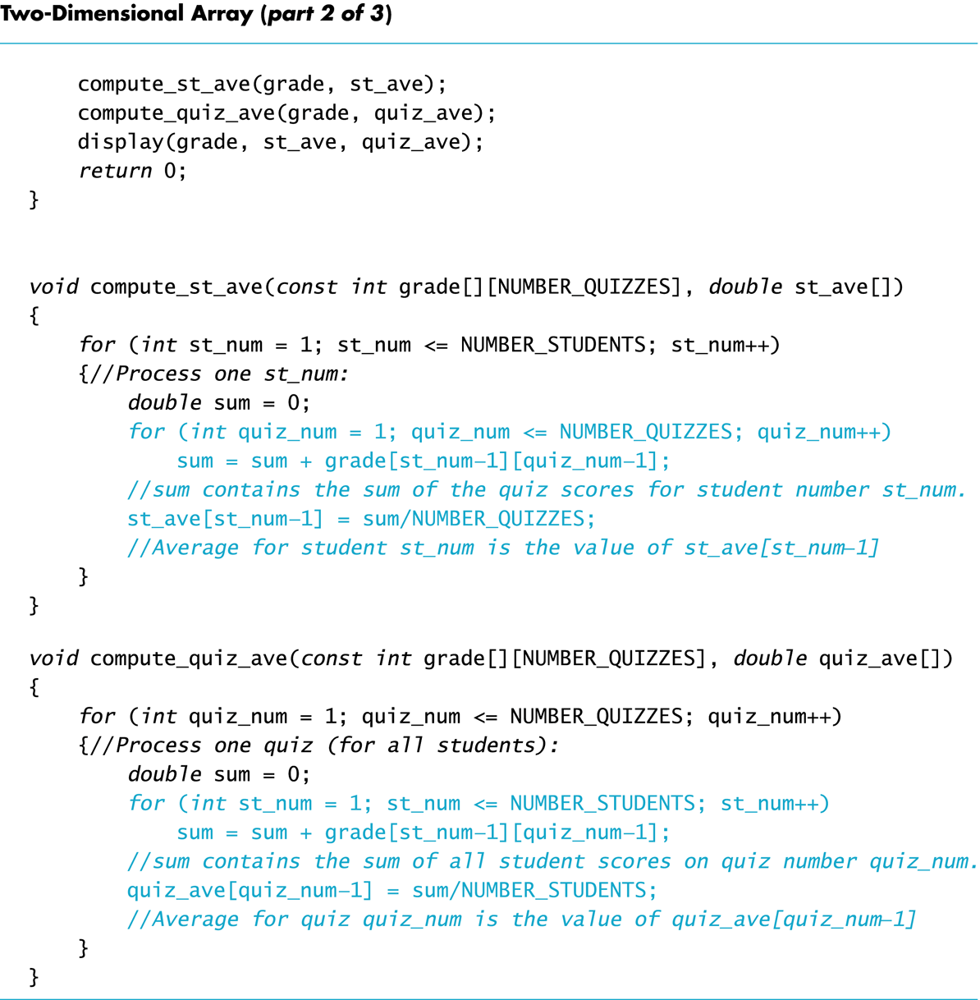 Two-Dimensional Array (part 2 of 3)
compute_st_ave(grade, st_ave);
compute_quiz_ave(grade, quiz_ave);
display(grade, st_ave, quiz_ave);
return 0;
}
void compute_st_ave(const int grade[][NUMBER_QUIZZES], double st_ave[])
{
for (int st_num = 1; st_num <= NUMBER_STUDENTS; st_num++)
{//Process one st_num:
double sum = 0;
for (int quiz_num = 1; quiz_num <= NUMBER_QUIZZES; quiz_num++)
sum = sum + grade[st_num–1][quiz_num–1];
//sum contains the sum of the quiz scores for student number st_num.
st_ave[st_num–1] = sum/NUMBER_QUIZZES;
//Average for student st_num is the value of st_ave[st_num–1]
}
}
void compute_quiz_ave(const int grade[][NUMBER_QUIZZES], double quiz_ave[])
{
for (int quiz_num = 1; quiz_num <= NUMBER_QUIZZES; quiz_num++)
{//Process one quiz (for all students):
double sum = 0;
for (int st_num = 1; st_num <= NUMBER_STUDENTS; st_num++)
sum = sum + grade[st_num–1][quiz_num–1];
//sum contains the sum of all student scores on quiz number quiz_num.
quiz_ave[quiz_num–1] = sum/NUMBER_STUDENTS;
//Average for quiz quiz_num is the value of quiz_ave[quiz_num–1]
}
}